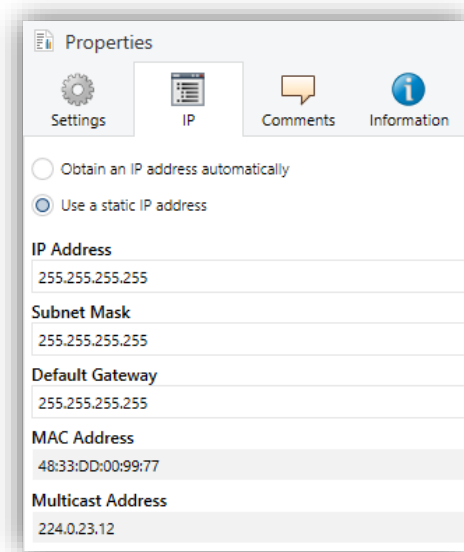 Properties
Settings IP Comments Information
Obtain an IP address automatically
Use a static IP address
IP Address
255.255.255.255
Subnet Mask
255.255.255.255
Default Gateway
255.255.255.255
MAC Address
48:33:DD:00:99:77
Multicast Address
224.0.23.12